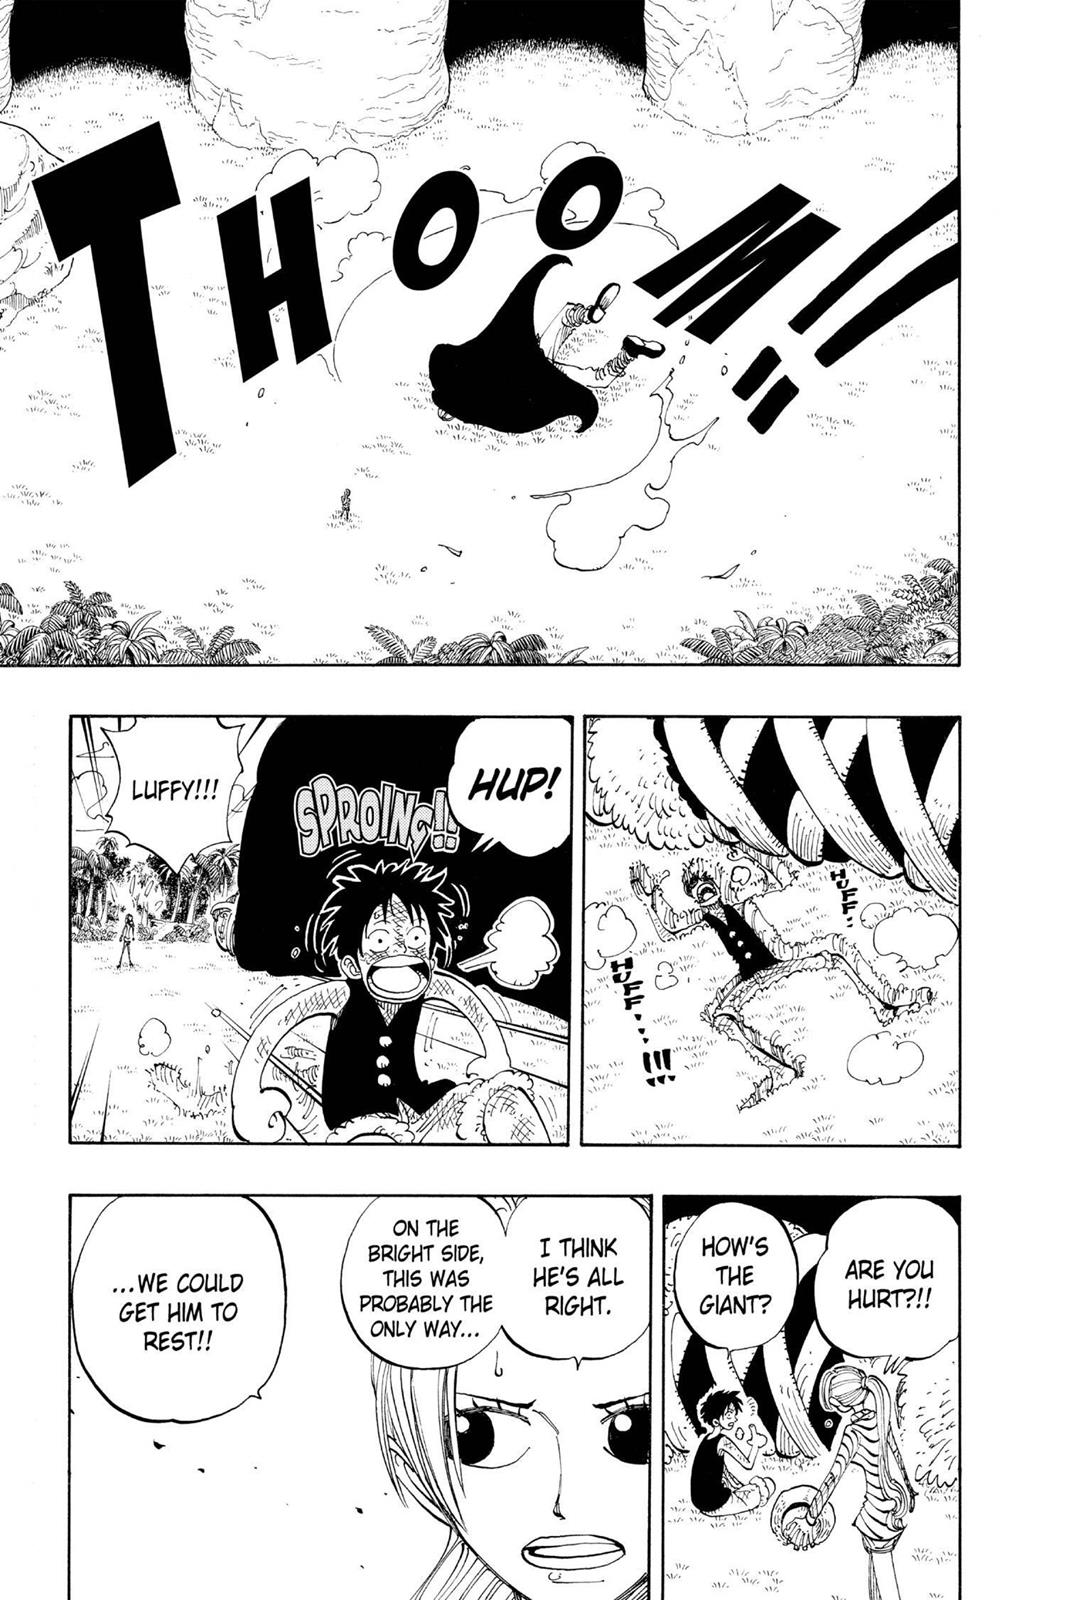 THOOM!!
HUFF,
HUFF,,,!!!
HUP!
SPROING!!
LUFFY!!!
ARE YOU
HURT?!!
HOW'S
THE
GIANT?
I THINK
HE'S ALL
RIGHT.
ON THE
BRIGHT SIDE,
THIS WAS
PROBABLY THE
ONLY WAY...
...WE COULD
GET HIM TO
REST!!